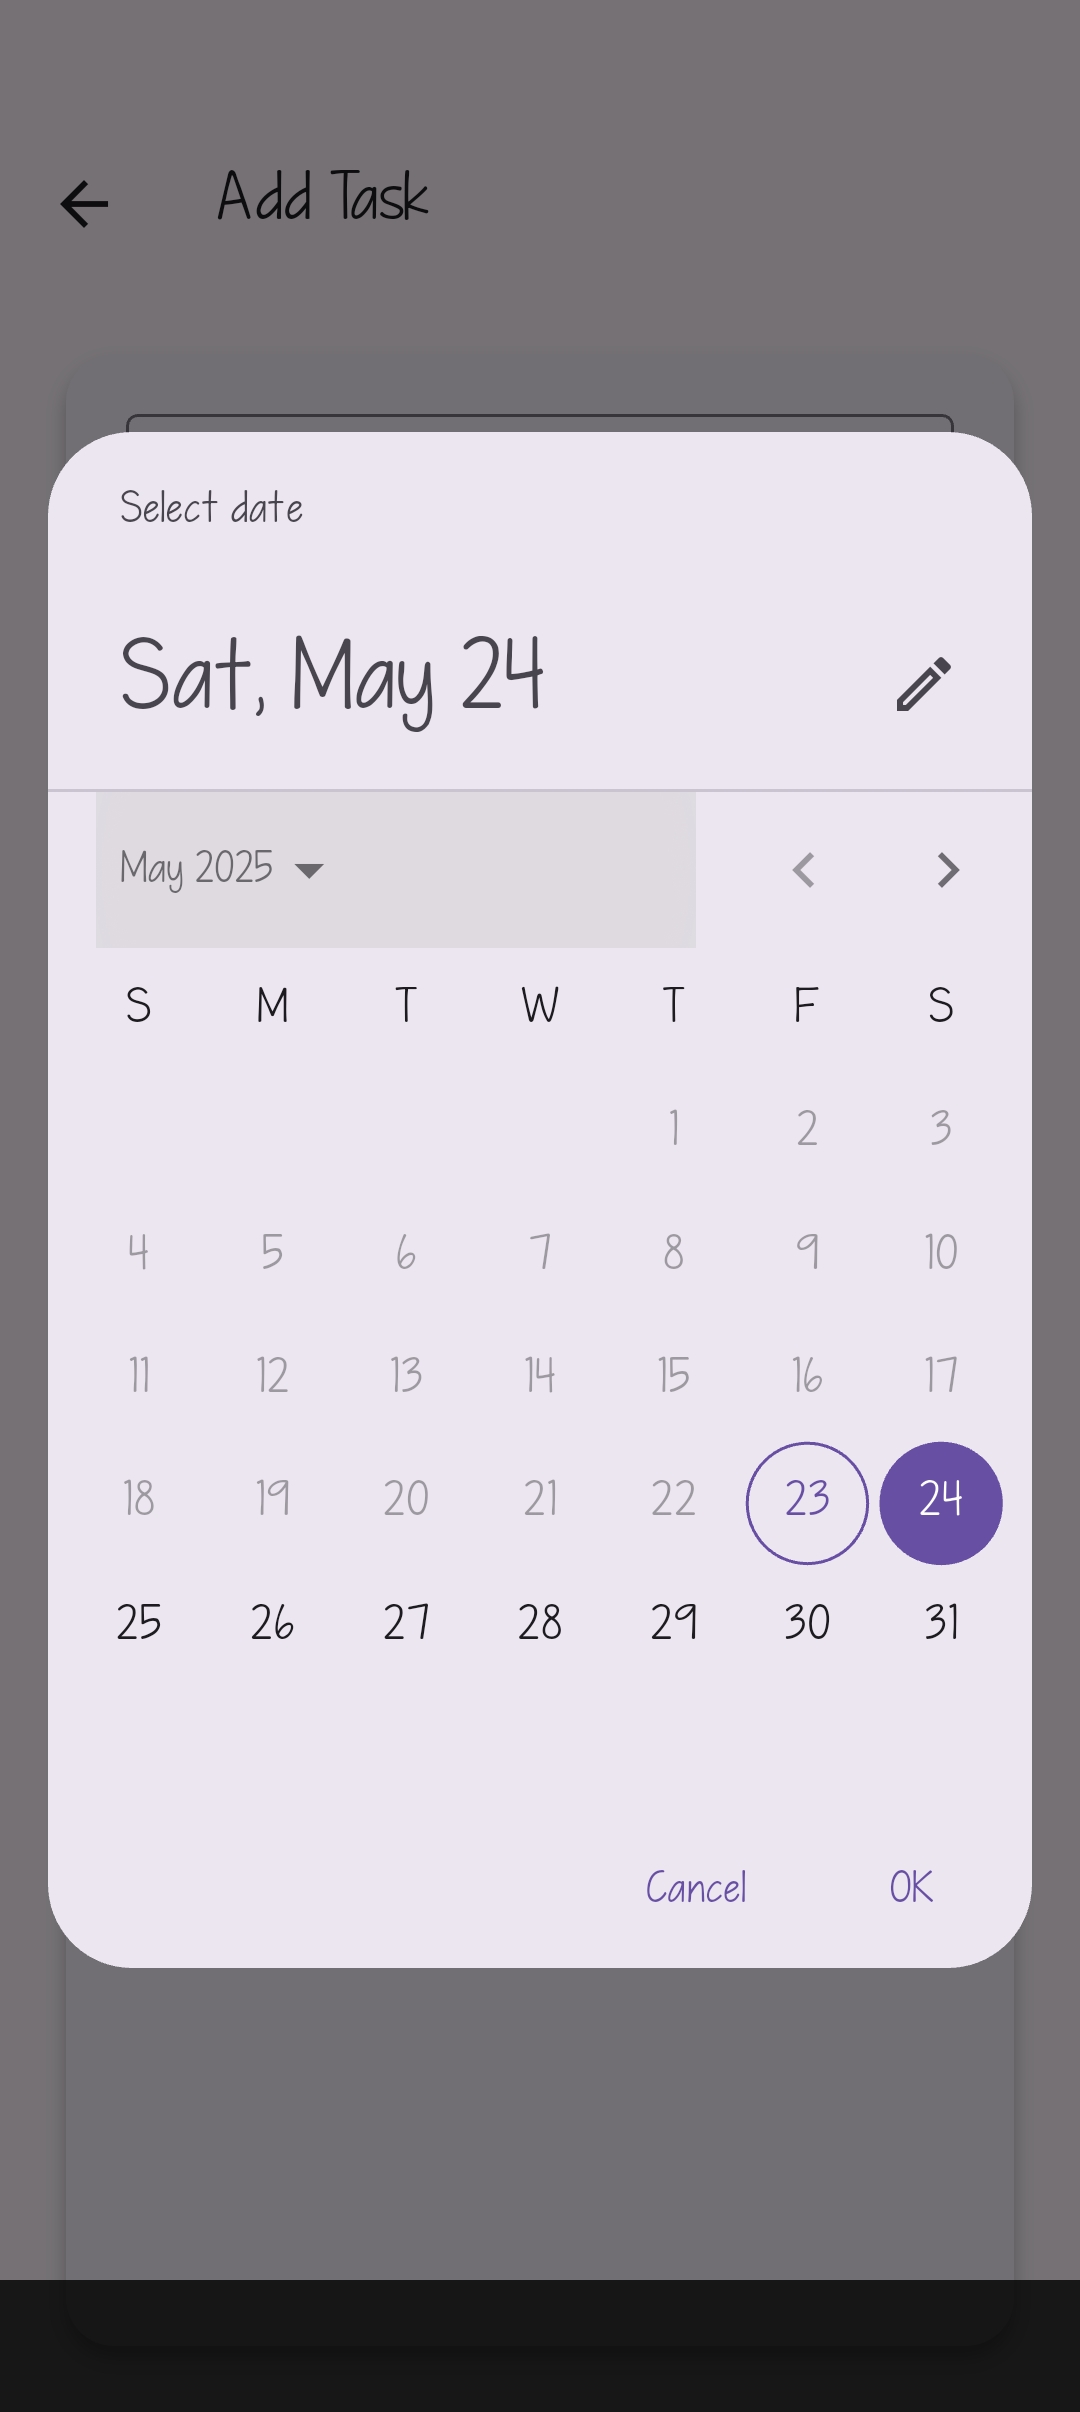 Add Task
Select date
Sat, May 24
May 2025
S M T W T F S
1 2 3
4 5 6 7 8 9 10
11 12 13 14 15 16 17
18 19 20 21 22 23 24
25 26 27 28 29 30 31
Cancel OK